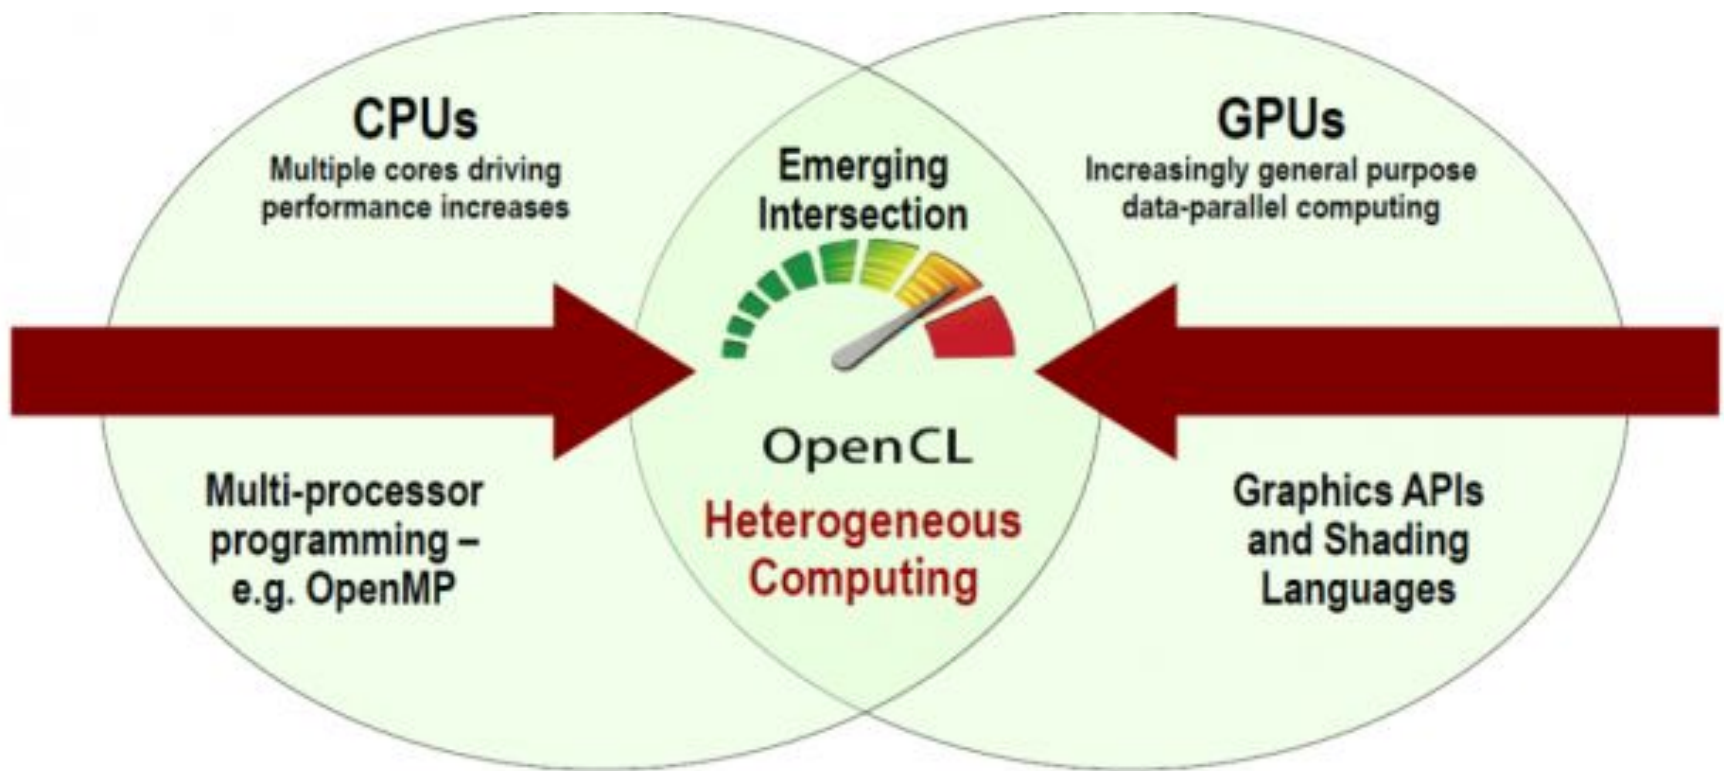 CPUs
Multiple cores driving
performance increases
Multi-processor
programming –
e.g. OpenMP
Emerging
Intersection
OpenCL
Heterogeneous
Computing
GPUs
Increasingly general purpose
data-parallel computing
Graphics APIs
and Shading
Languages